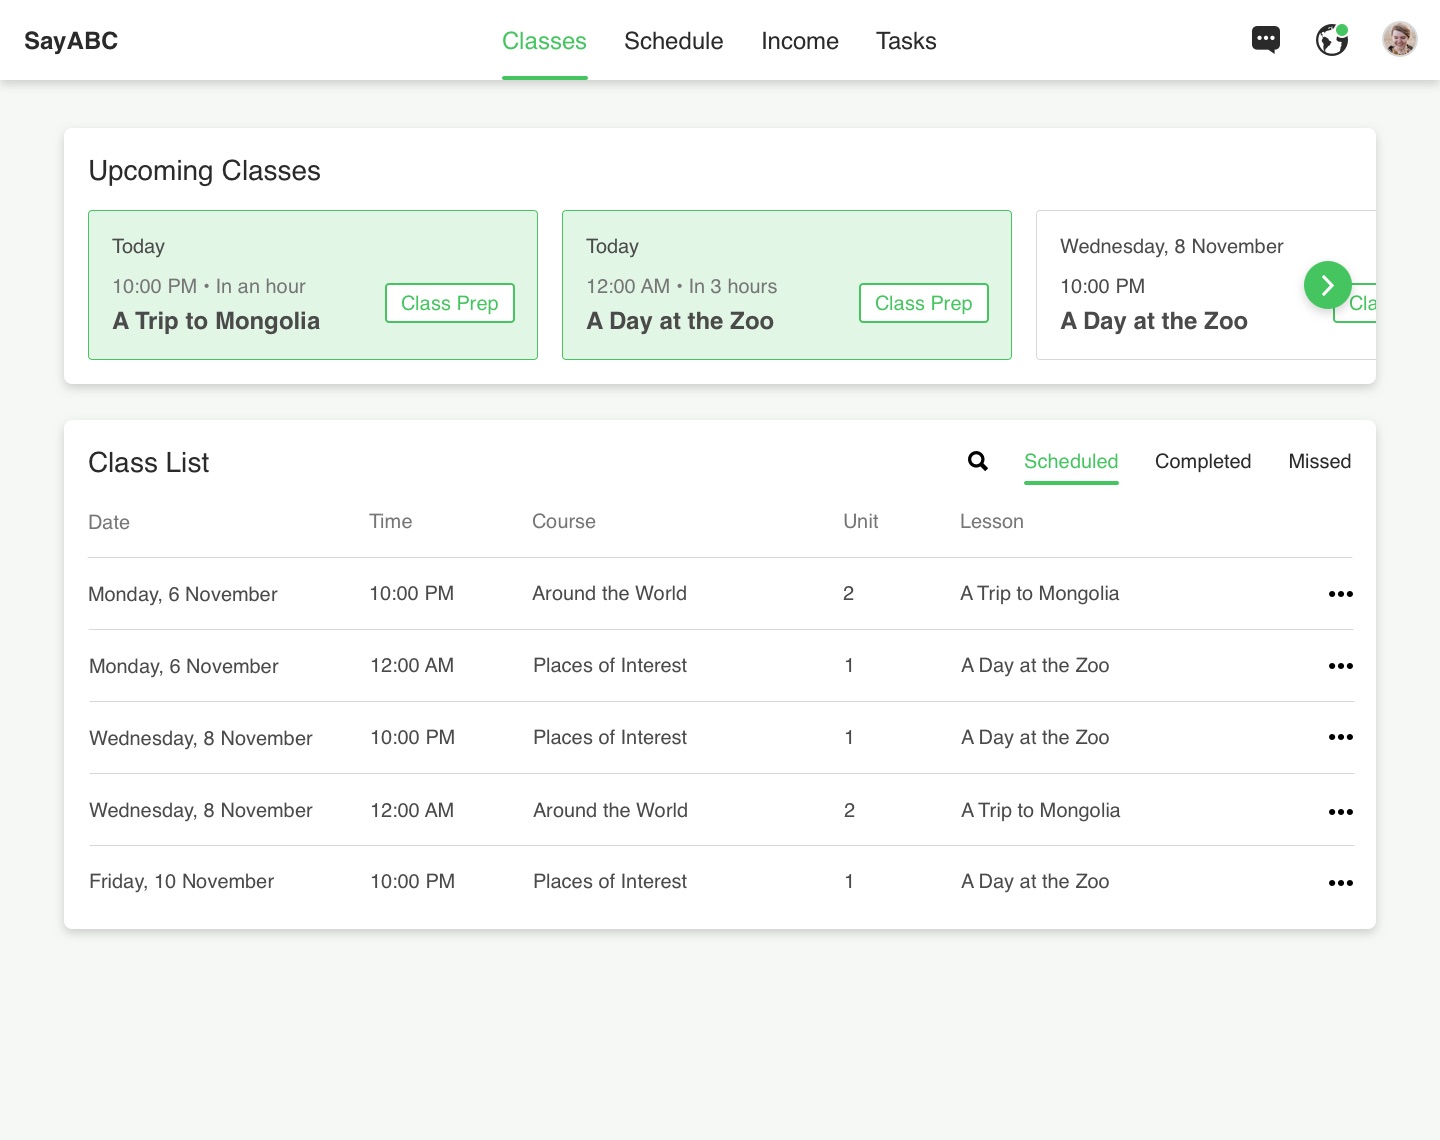 SayABC Classes Schedule Income Tasks
Upcoming Classes
Today
10:00 PM • In an hour
A Trip to Mongolia
Class Prep
Today
12:00 AM • In 3 hours
A Day at the Zoo
Class Prep
Wednesday, 8 November
10:00 PM
A Day at the Zoo
Cla
Class List Scheduled Completed Missed
Date Time Course Unit Lesson
Monday, 6 November 10:00 PM Around the World 2 A Trip to Mongolia
Monday, 6 November 12:00 AM Places of Interest 1 A Day at the Zoo
Wednesday, 8 November 10:00 PM Places of Interest 1 A Day at the Zoo
Wednesday, 8 November 12:00 AM Around the World 2 A Trip to Mongolia
Friday, 10 November 10:00 PM Places of Interest 1 A Day at the Zoo